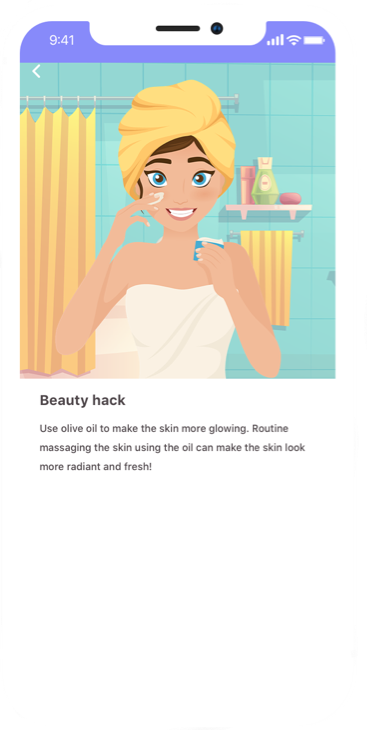 9:41
Beauty hack
Use olive oil to make the skin more glowing. Routine
massaging the skin using the oil can make the skin look
more radiant and fresh!